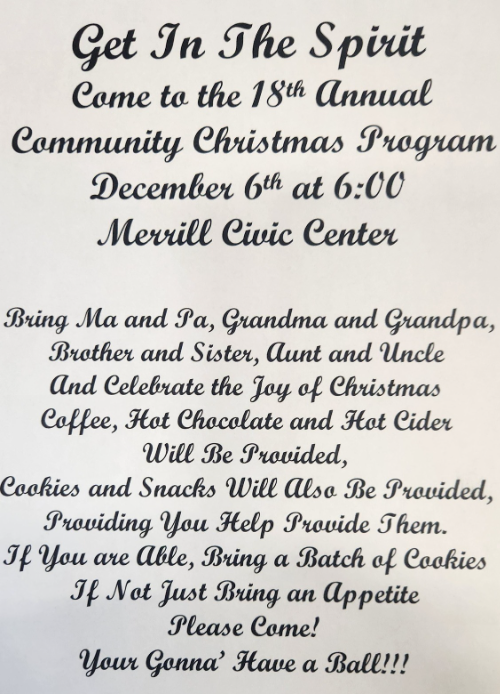 Get In The Spirit
Come to the 18th Annual
Community Christmas Program
December 6th at 6:00
Merrill Civic Center
Bring Ma and Pa, Grandma and Grandpa,
Brother and Sister, Aunt and Uncle
And Celebrate the Joy of Christmas
Coffee, Hot Chocolate and Hot Cider
Will Be Provided,
Cookies and Snacks Will Also Be Provided,
Providing You Help Provide Them.
If You are Able, Bring a Batch of Cookies
If Not Just Bring an Appetite
Please Come!
Your Gonna' Have a Ball!!!